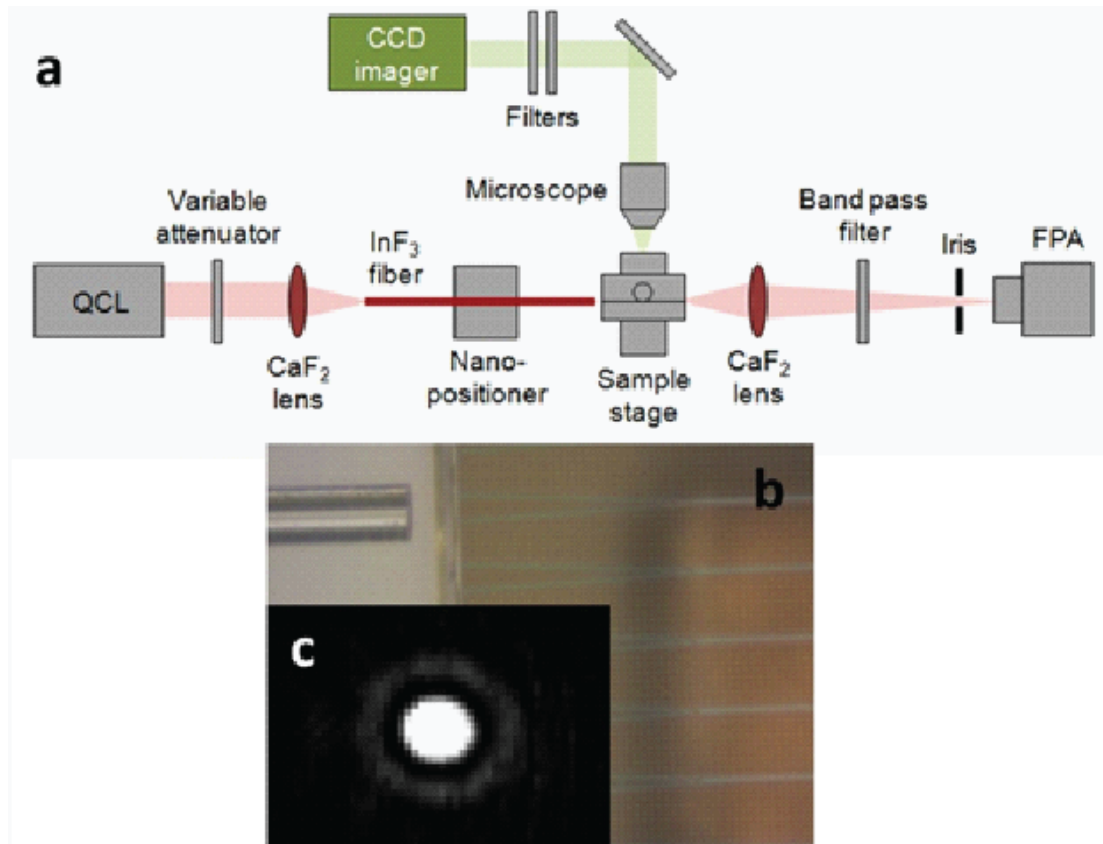 a
CCD
imager
Filters
Microscope
Variable
attenuator
InF₃
fiber
Band pass
filter
Iris
FPA
QCL
CaF₂
lens
Nano-
positioner
Sample
stage
CaF₂
lens
b
c